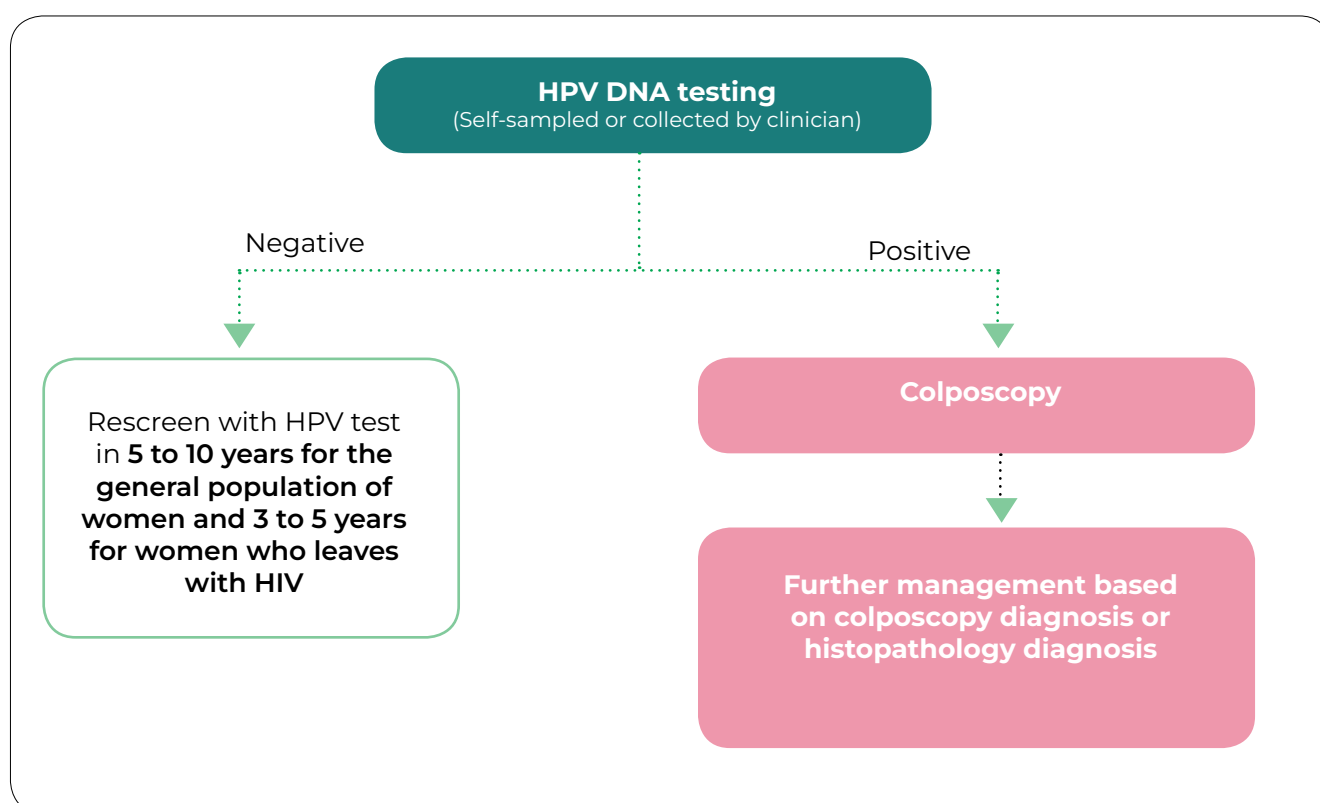 HPV DNA testing
(Self-sampled or collected by clinician)
Negative
Positive
Rescreen with HPV test
in 5 to 10 years for the
general population of
women and 3 to 5 years
for women who leaves
with HIV
Colposcopy
Further management based
on colposcopy diagnosis or
histopathology diagnosis